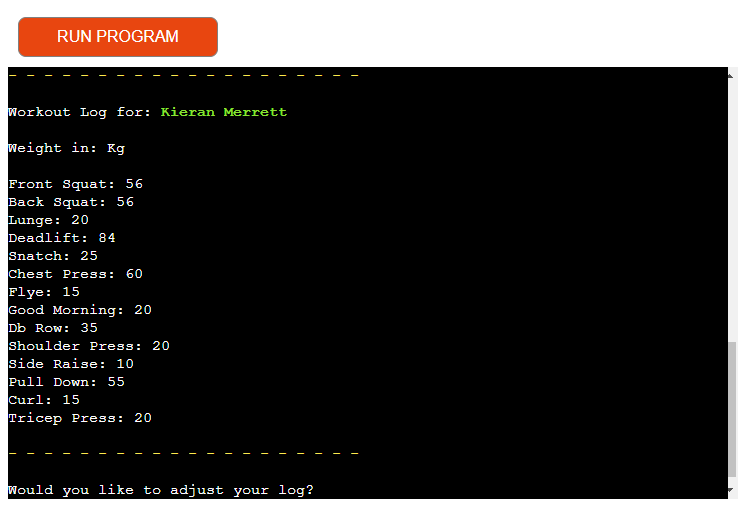 RUN PROGRAM
- - - - - - - - - - - - - - - - - - - -
Workout Log for: Kieran Merrett
Weight in: Kg
Front Squat: 56
Back Squat: 56
Lunge: 20
Deadlift: 84
Snatch: 25
Chest Press: 60
Flye: 15
Good Morning: 20
Db Row: 35
Shoulder Press: 20
Side Raise: 10
Pull Down: 55
Curl: 15
Tricep Press: 20
- - - - - - - - - - - - - - - - - - - -
Would you like to adjust your log?